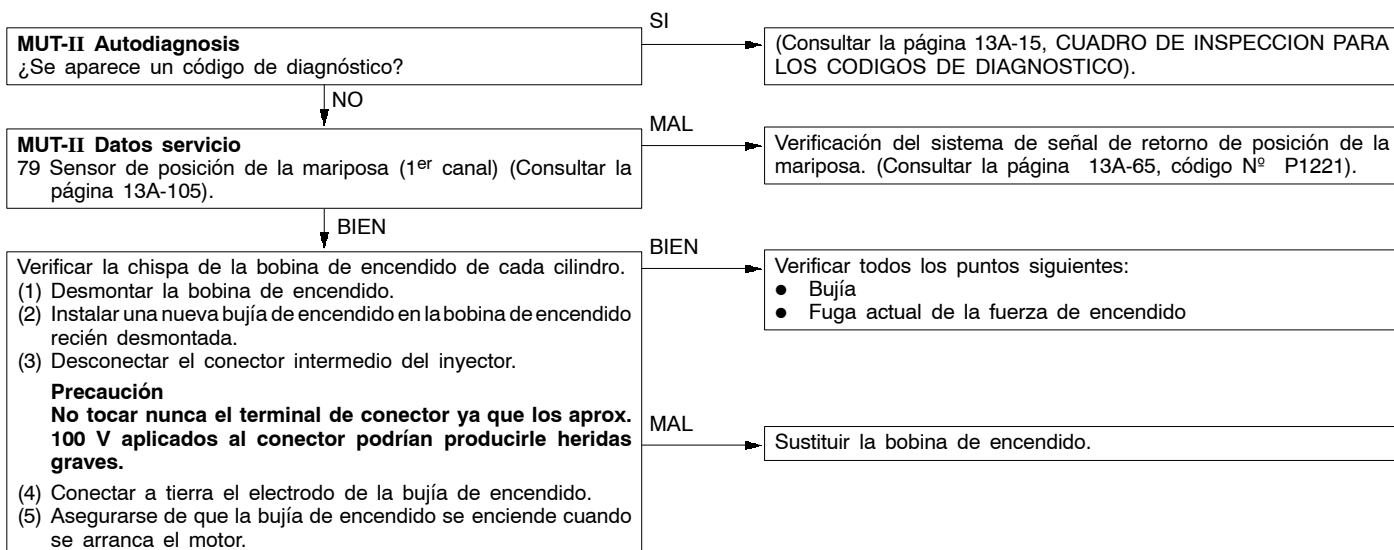 SI
MUT-II Autodiagnosis
¿Se aparece un código de diagnóstico?
(Consultar la página 13A-15, CUADRO DE INSPECCION PARA
LOS CODIGOS DE DIAGNOSTICO).
NO
MAL
MUT-II Datos servicio
79 Sensor de posición de la mariposa (1er canal) (Consultar la
página 13A-105).
Verificación del sistema de señal de retorno de posición de la
mariposa. (Consultar la página 13A-65, código Nº P1221).
BIEN
BIEN
Verificar la chispa de la bobina de encendido de cada cilindro.
(1) Desmontar la bobina de encendido.
(2) Instalar una nueva bujía de encendido en la bobina de encendido
recién desmontada.
(3) Desconectar el conector intermedio del inyector.
Precaución
No tocar nunca el terminal de conector ya que los aprox.
100 V aplicados al conector podrían producirle heridas
graves.
(4) Conectar a tierra el electrodo de la bujía de encendido.
(5) Asegurarse de que la bujía de encendido se enciende cuando
se arranca el motor.
Verificar todos los puntos siguientes:
● Bujía
● Fuga actual de la fuerza de encendido
MAL
Sustituir la bobina de encendido.